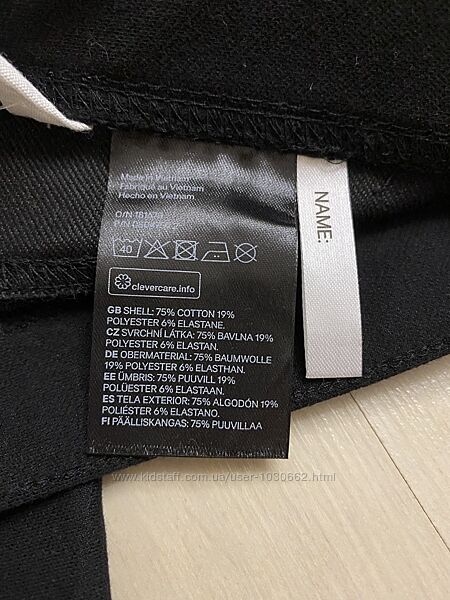 Made in Vietnam
Fabriqué au Vietnam
Hecho en Vietnam
O/N
40
clevercare.info
GB SHELL: 75% COTTON 19%
POLYESTER 6% ELASTANE.
CZ SVRCHNÍ LÁTKA: 75% BAVLNA 19%
POLYESTER 6% ELASTAN.
DE OBERMATERIAL: 75% BAUMWOLLE
19% POLYESTER 6% ELASTHAN.
EE ÜMBRIS: 75% PUUVILL 19%
POLÜESTER 6% ELASTAAN.
ES TELA EXTERIOR: 75% ALGODÓN 19%
POLIÉSTER 6% ELASTANO.
FI PÄÄLLISKANGAS: 75% PUUVILLAA
NAME:
www.kidstaff.com.ua/user-1030662.html